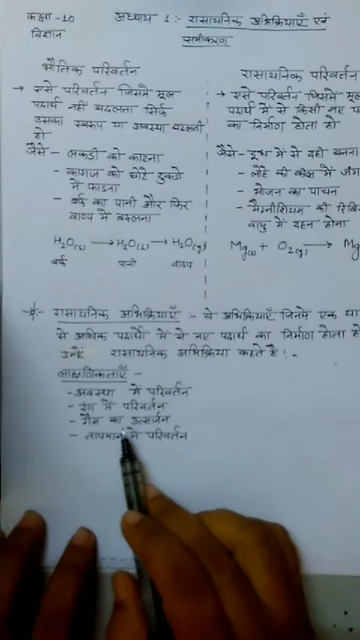 कक्षा -10
विज्ञान
अध्याय 1:- रासायनिक अभिक्रियाएँ एवं
समीकरण
भौतिक परिवर्तन
→ ऐसे परिवर्तन जिसमें मूल
पदार्थ नहीं बदलता सिर्फ
उसका स्वरूप या अवस्था बदलती
हो
जैसे - लकड़ी को काटना
- कागज को छोटे टुकड़ो
में फाड़ना
- बर्फ का पानी और फिर
वाष्प में बदलना
H₂O(s) → H₂O(l) → H₂O(g)
बर्फ पानी वाष्प
रासायनिक परिवर्तन
→ ऐसे परिवर्तन जिसमें मूल
पदार्थ में से किसी नए
का निर्माण होता हो
जैसे- दूध में से दही बनना
- लोहे की कील में
- भोजन का पाचन
- मैग्नीशियम की
वायु में दहन होना
Mg(s) + O₂(g) → Mg
रासायनिक अभिक्रियाएँ :- वे अभिक्रियाएँ जिनमें एक या
से अधिक पदार्थों में से नए पदार्थ का निर्माण होता हो
उन्हें रासायनिक अभिक्रिया कहते है।-
लाक्षणिकताएँ -
- अवस्था में परिवर्तन
- रंग में परिवर्तन
- गैस का उत्सर्जन
- तापमान में परिवर्तन